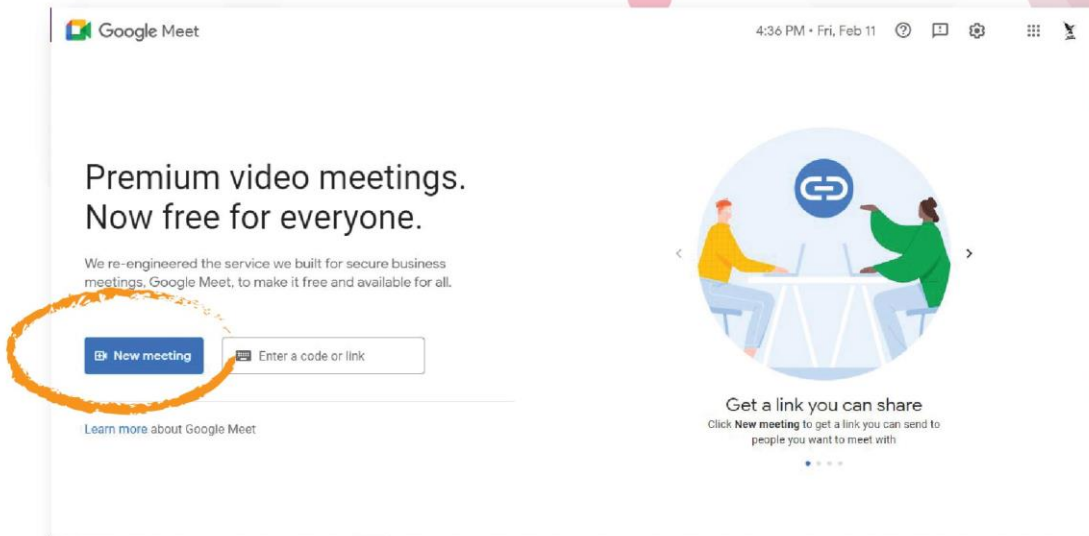 Google Meet
4:36 PM • Fri, Feb 11
Premium video meetings.
Now free for everyone.
We re-engineered the service we built for secure business
meetings, Google Meet, to make it free and available for all.
New meeting
Enter a code or link
Learn more about Google Meet
Get a link you can share
Click New meeting to get a link you can send to
people you want to meet with